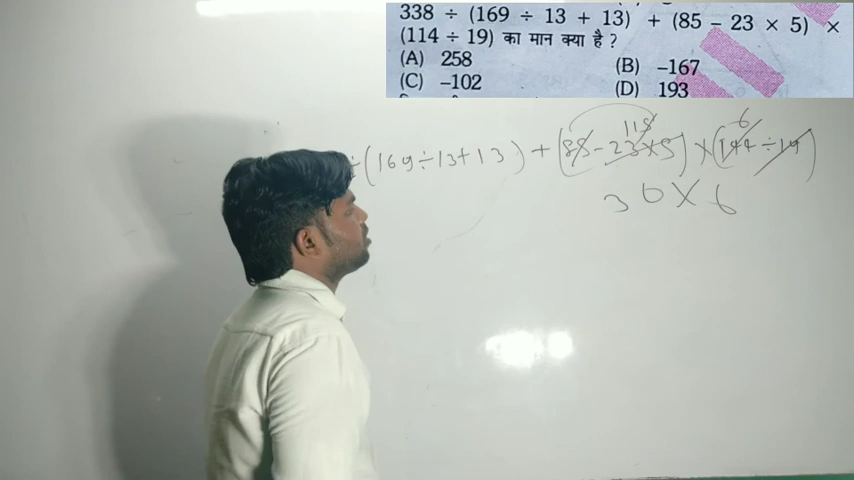 338 ÷ (169 ÷ 13 + 13) + (85 – 23 × 5) ×
(114 ÷ 19) का मान क्या है ?
(A) 258
(B) –167
(C) –102
(D) 193
÷(169÷13+13) + (85-23×5)×(144÷19)
115
6
30×6